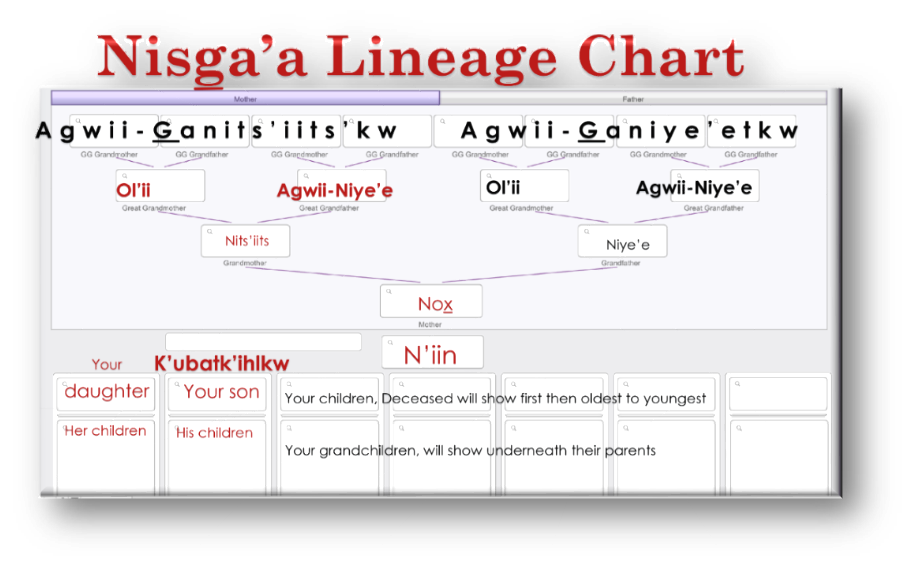 Nisg̲a’a Lineage Chart
Mother Father
Agwii-G̲anits’iits’kw Agwii-G̲aniye’etkw
GG Grandmother GG Grandfather GG Grandmother GG Grandfather GG Grandmother GG Grandfather GG Grandmother GG Grandfather
Ol’ii Agwii-Niye’e Ol’ii Agwii-Niye’e
Great Grandmother Great Grandfather Great Grandmother Great Grandfather
Nits’iits Niye’e
Grandmother Grandfather
Nox̲
Mother
N’iin
Your K’ubatk’ihlkw
daughter Your son Your children, Deceased will show first then oldest to youngest
Her children His children
Your grandchildren, will show underneath their parents